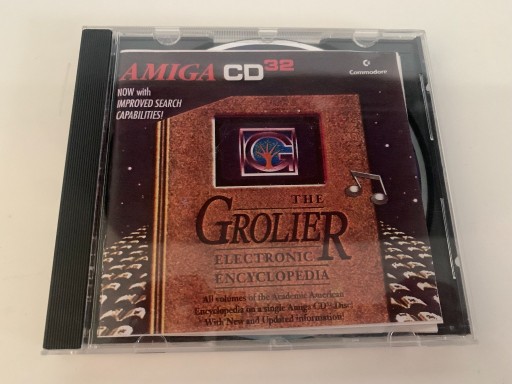 AMIGA CD32
Commodore
NOW with
IMPROVED SEARCH
CAPABILITIES!
G
THE
GROLIER
ELECTRONIC
ENCYCLOPEDIA
All volumes of the Academic American
Encyclopedia on a single Amiga CD Disc
With New and Updated information!